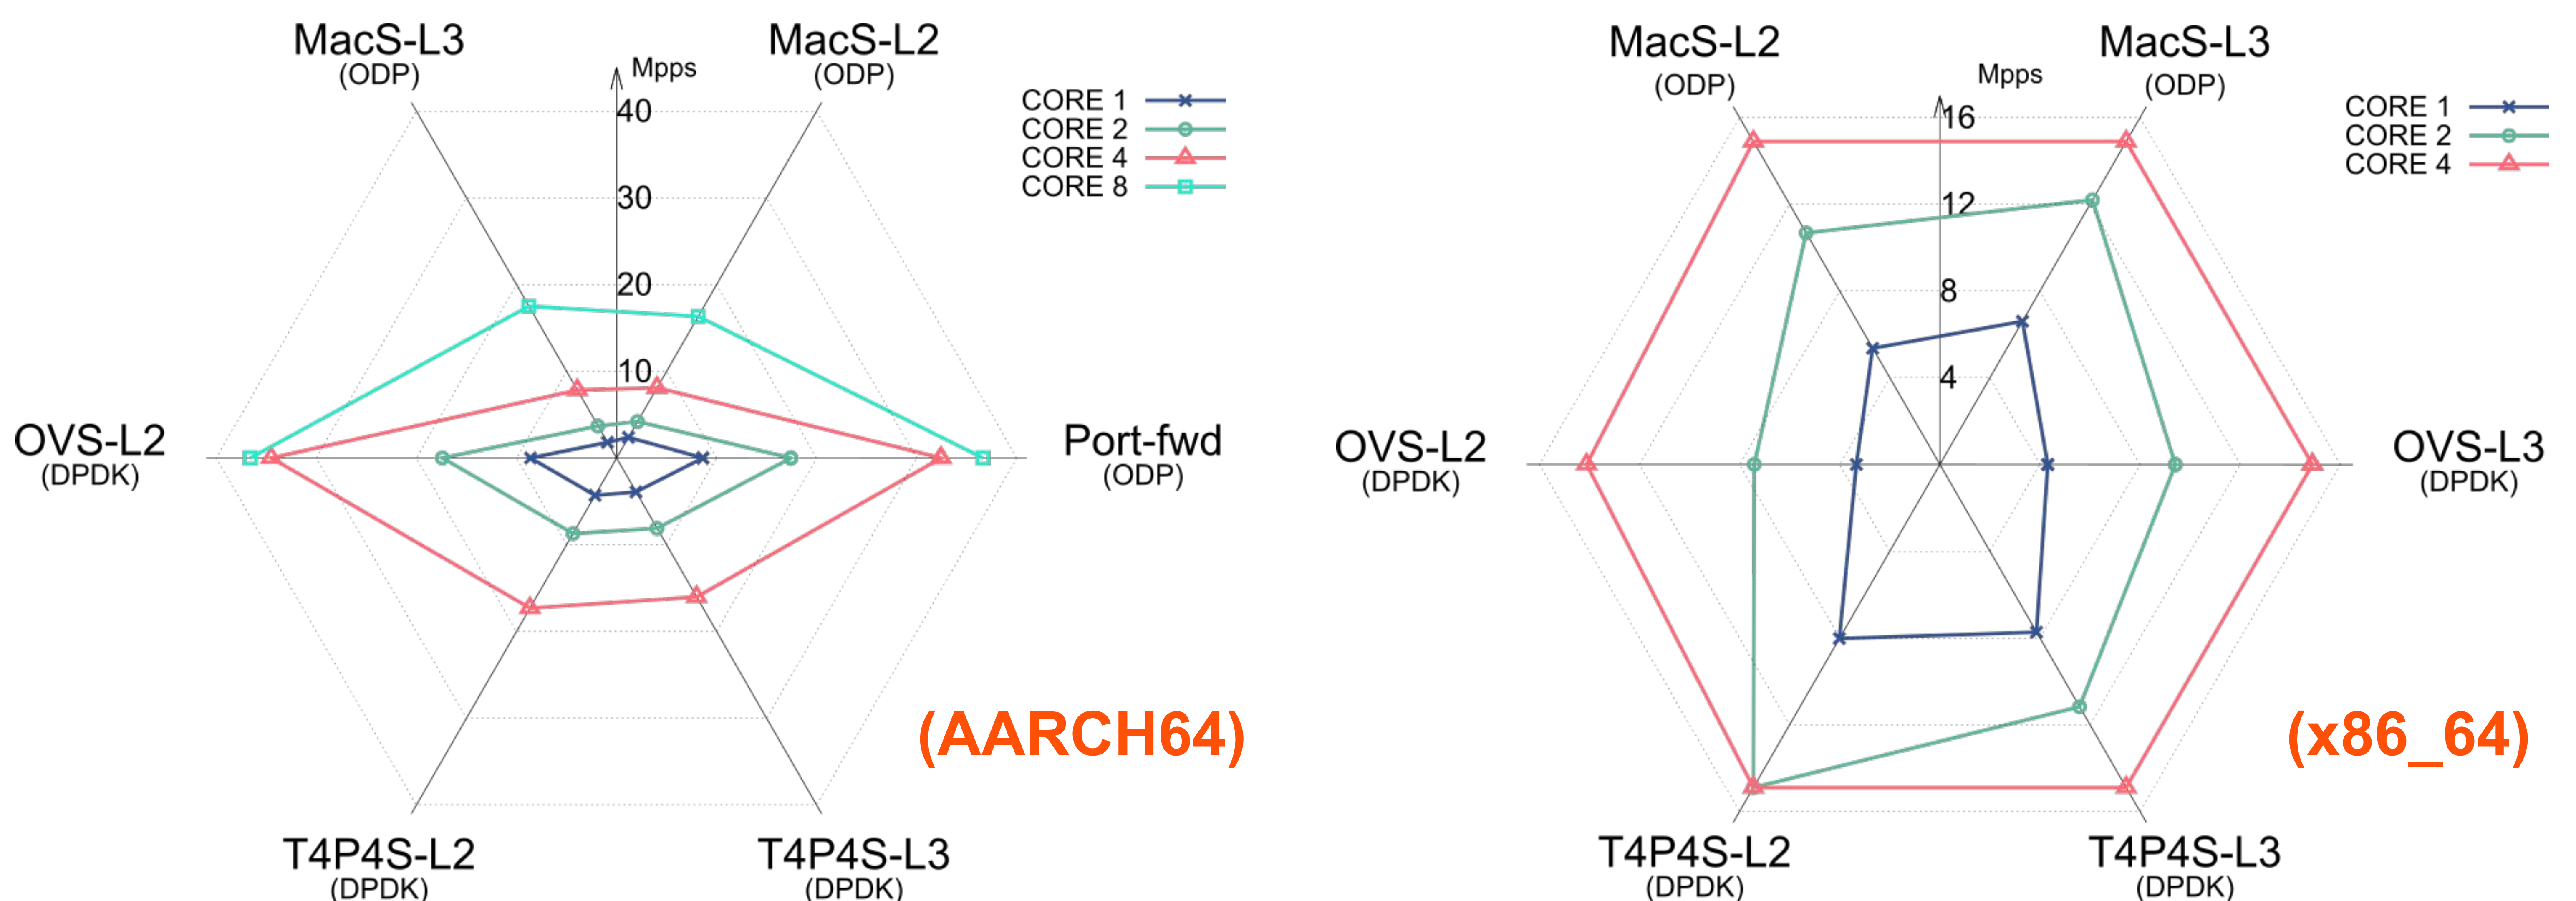 MacS-L3
(ODP)
MacS-L2
(ODP)
Mpps
40
30
20
10
CORE 1
CORE 2
CORE 4
CORE 8
OVS-L2
(DPDK)
Port-fwd
(ODP)
T4P4S-L2
(DPDK)
T4P4S-L3
(DPDK)
(AARCH64)
MacS-L2
(ODP)
MacS-L3
(ODP)
Mpps
16
12
8
4
CORE 1
CORE 2
CORE 4
OVS-L2
(DPDK)
OVS-L3
(DPDK)
T4P4S-L2
(DPDK)
T4P4S-L3
(DPDK)
(x86_64)